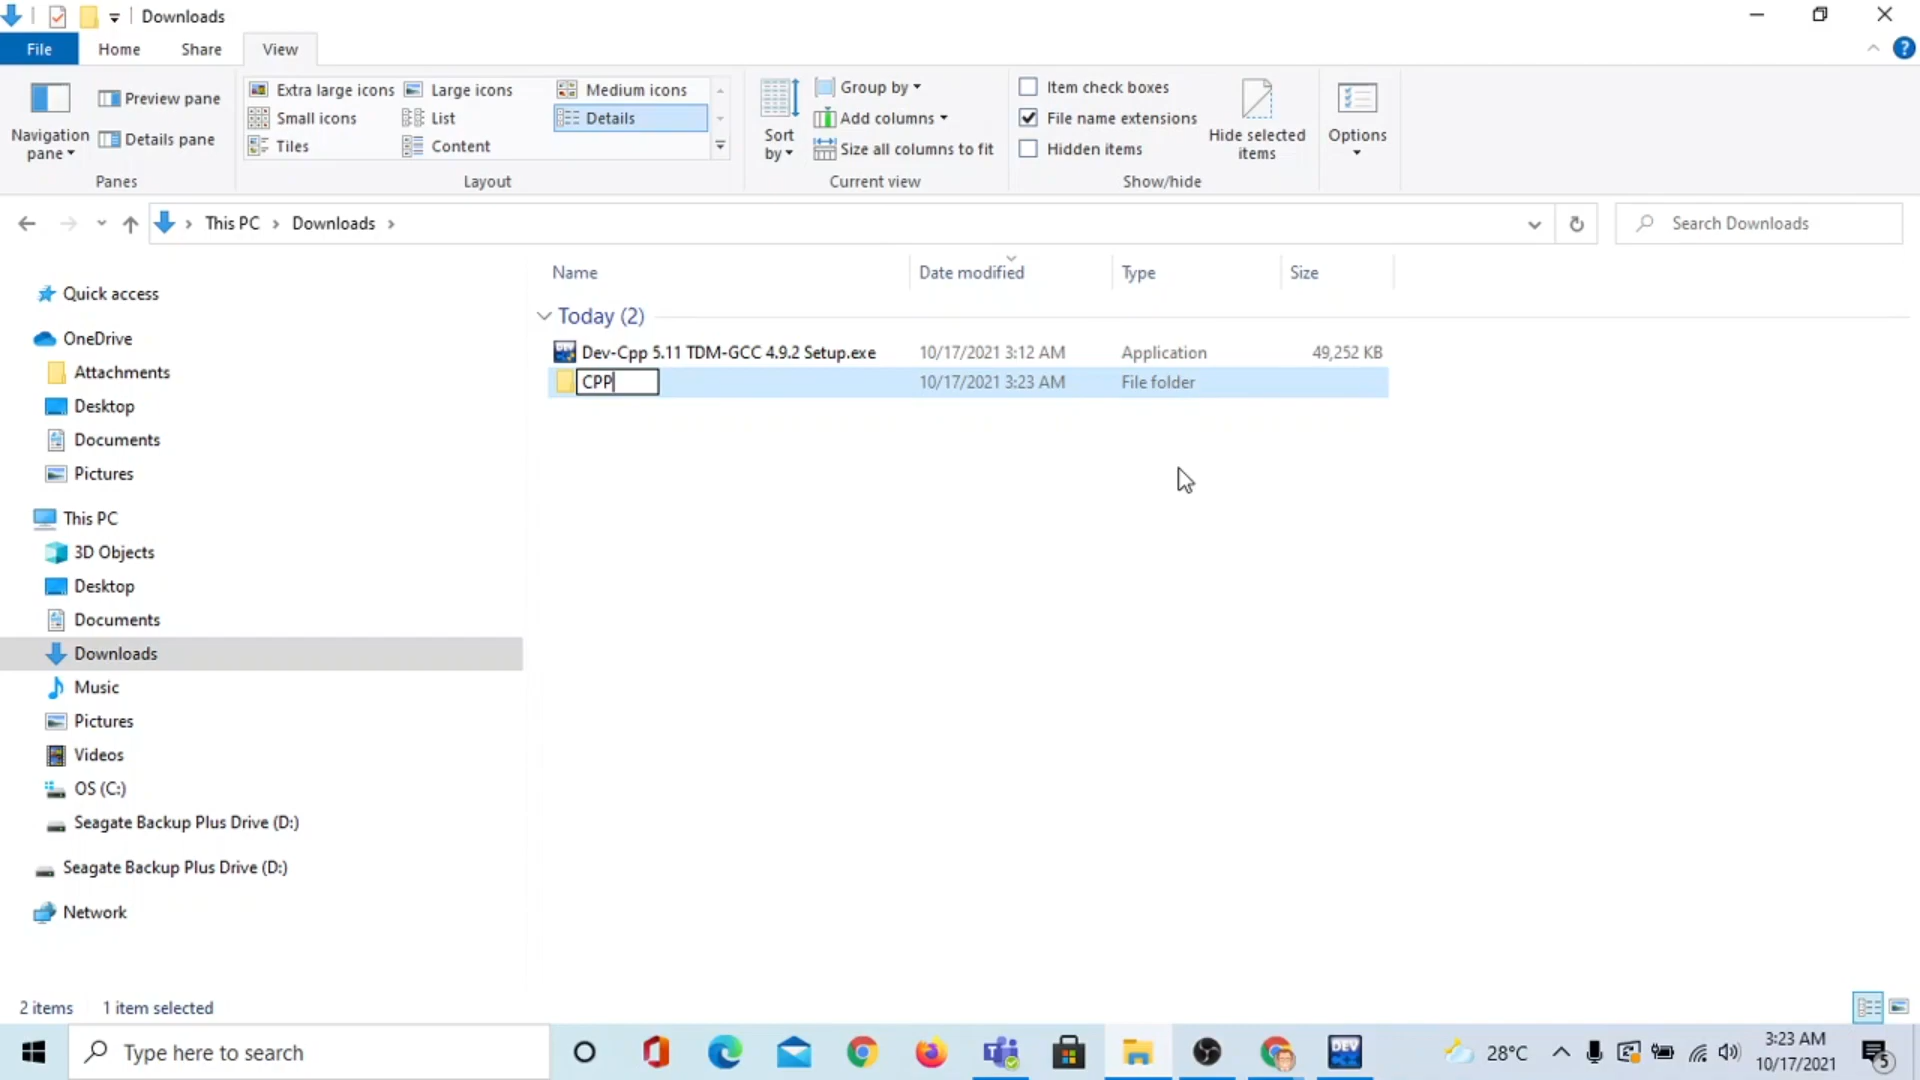 Downloads
File Home Share View
Navigation pane
Preview pane
Details pane
Panes
Extra large icons Large icons Medium icons
Small icons List Details
Tiles Content
Layout
Sort by
Group by
Add columns
Size all columns to fit
Current view
Item check boxes
File name extensions
Hidden items
Hide selected items
Show/hide
Options
This PC Downloads
Search Downloads
Name Date modified Type Size
Today (2)
Dev-Cpp 5.11 TDM-GCC 4.9.2 Setup.exe 10/17/2021 3:12 AM Application 49,252 KB
CPP 10/17/2021 3:23 AM File folder
Quick access
OneDrive
Attachments
Desktop
Documents
Pictures
This PC
3D Objects
Desktop
Documents
Downloads
Music
Pictures
Videos
OS (C:)
Seagate Backup Plus Drive (D:)
Seagate Backup Plus Drive (D:)
Network
2 items 1 item selected
Type here to search
DEV
28°C
3:23 AM
10/17/2021
5